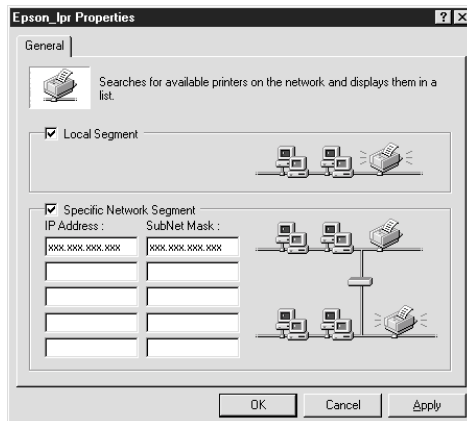 Epson_lpr Properties
General
Searches for available printers on the network and displays them in a
list.
Local Segment
Specific Network Segment
IP Address : SubNet Mask :
xxx.xxx.xxx.xxx xxx.xxx.xxx.xxx
OK Cancel Apply